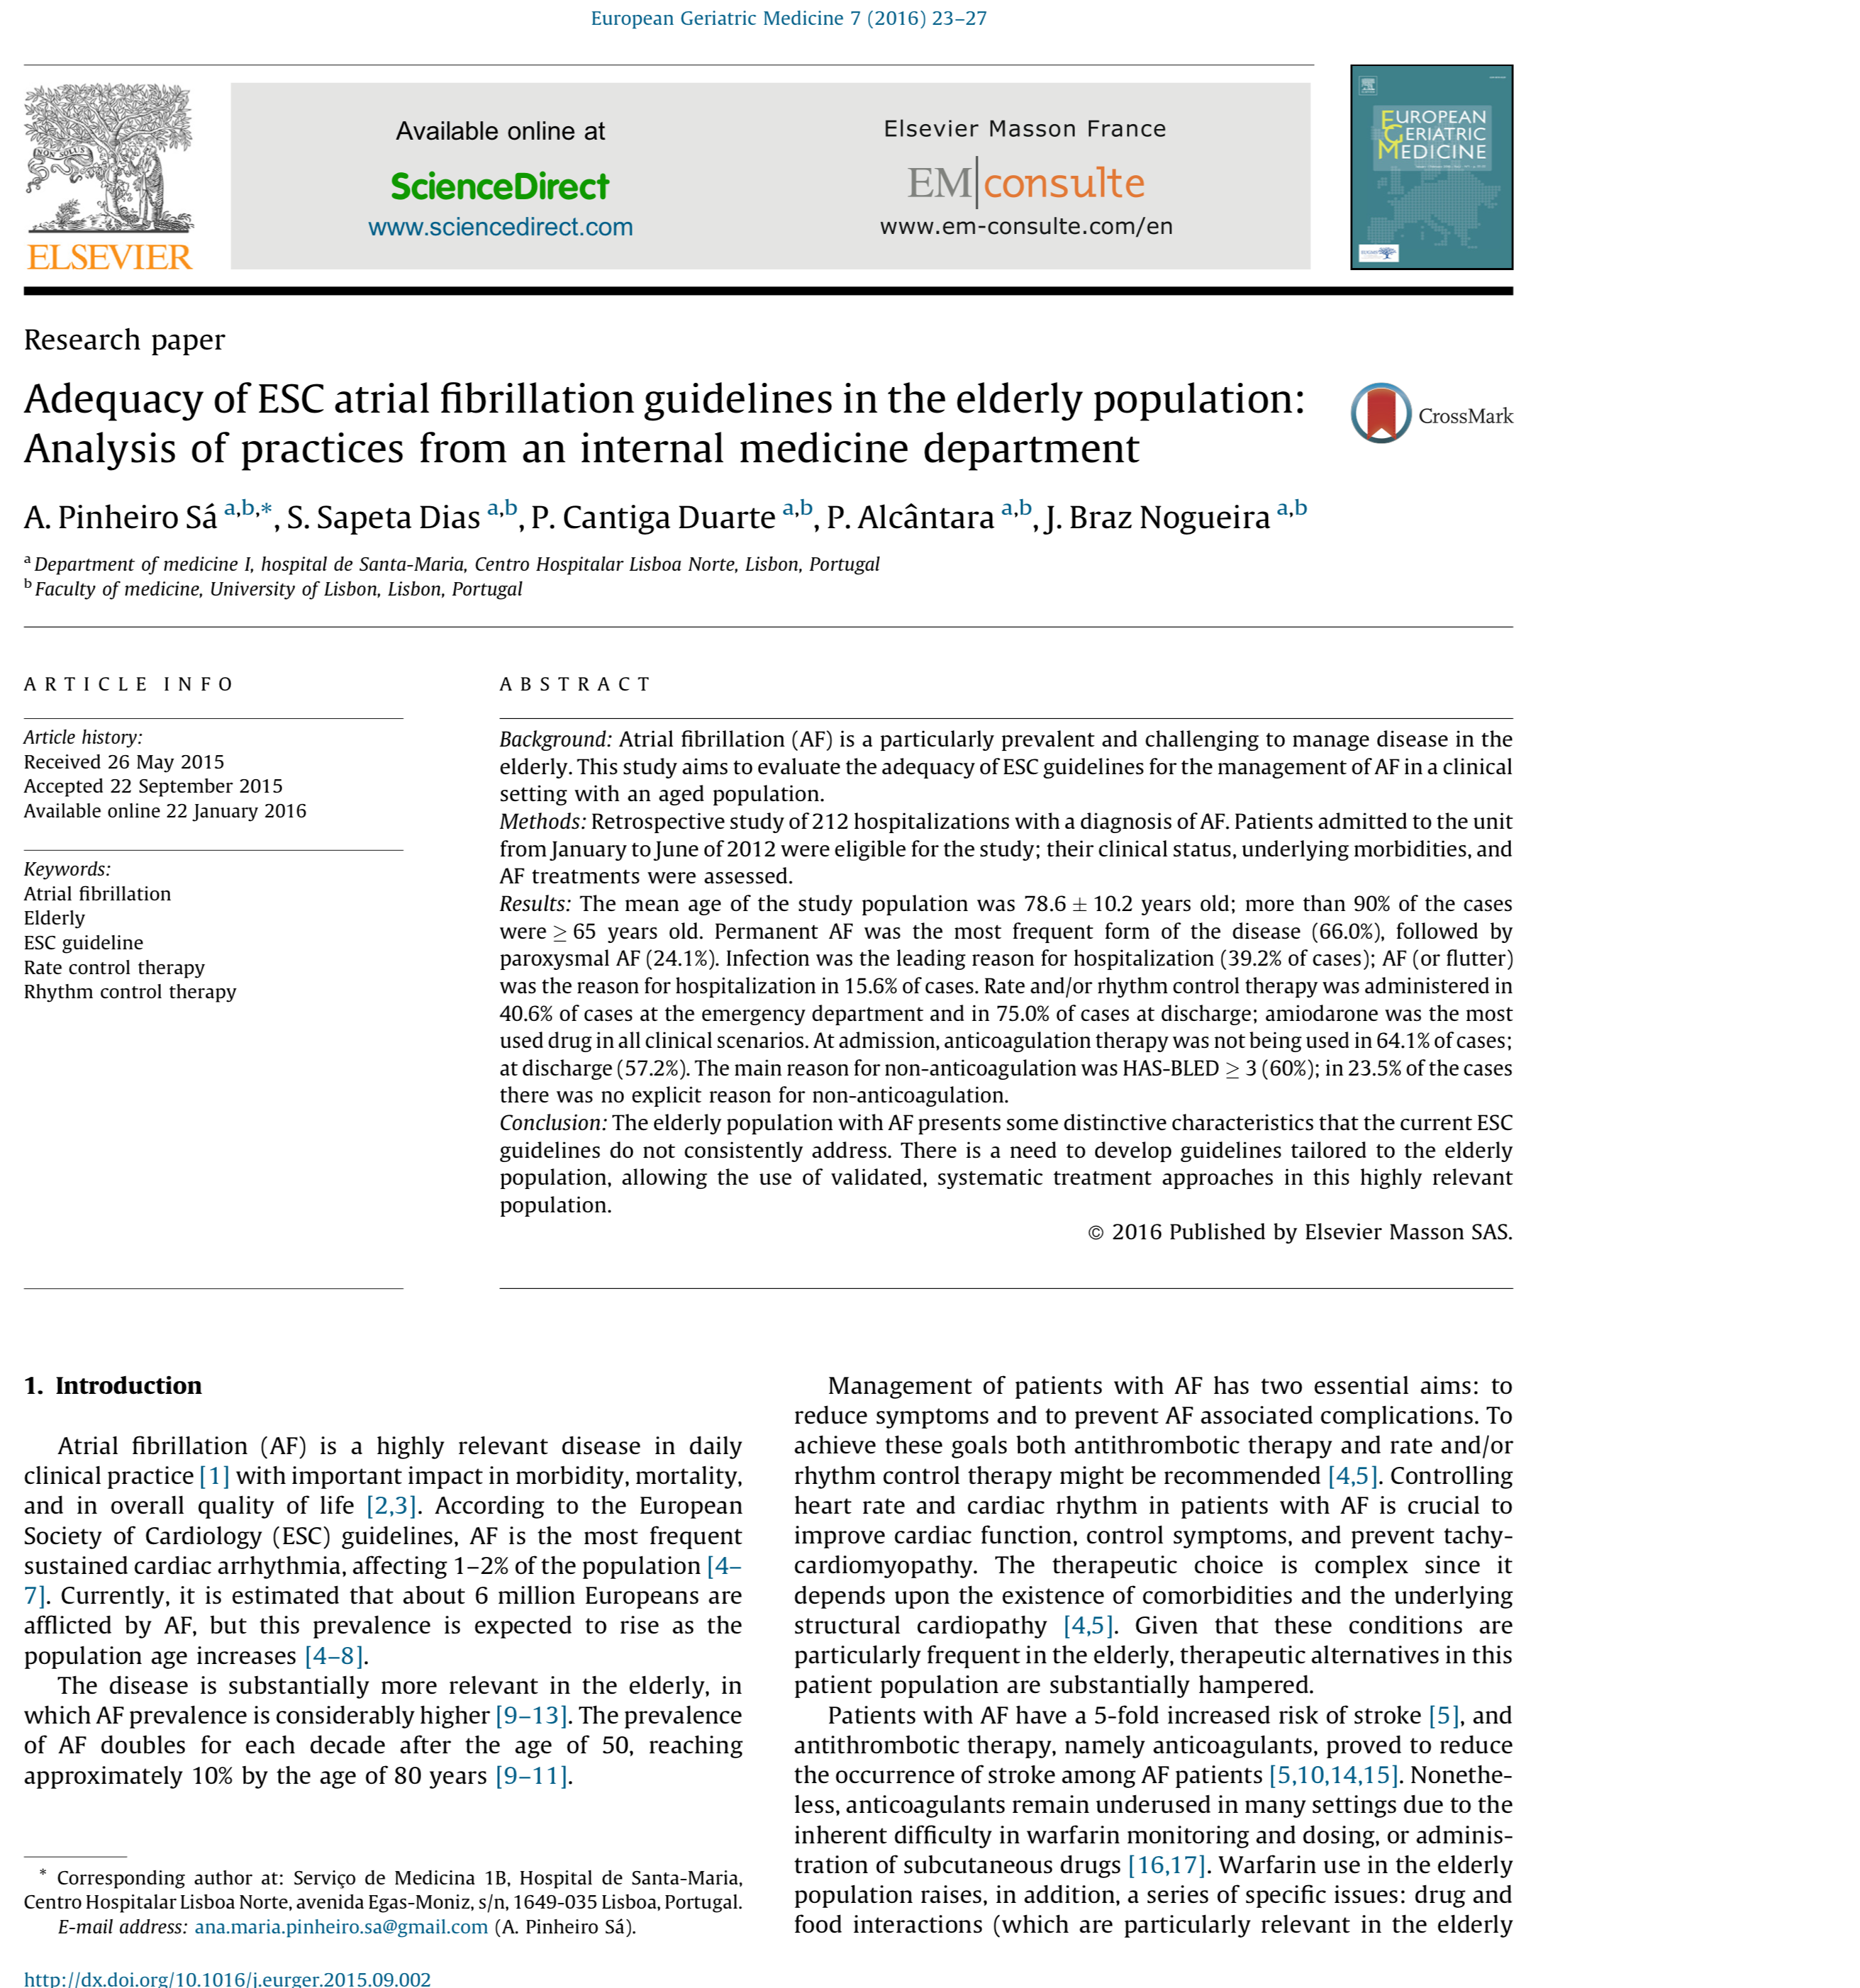 European Geriatric Medicine 7 (2016) 23–27
NON SOLUS
ELSEVIER
Available online at
ScienceDirect
www.sciencedirect.com
Elsevier Masson France
EM|consulte
www.em-consulte.com/en
EUROPEAN
GERIATRIC
MEDICINE
Research paper
Adequacy of ESC atrial fibrillation guidelines in the elderly population:
Analysis of practices from an internal medicine department
CrossMark
A. Pinheiro Sá a,b,*, S. Sapeta Dias a,b, P. Cantiga Duarte a,b, P. Alcântara a,b, J. Braz Nogueira a,b
a Department of medicine I, hospital de Santa-Maria, Centro Hospitalar Lisboa Norte, Lisbon, Portugal
b Faculty of medicine, University of Lisbon, Lisbon, Portugal
ARTICLE INFO
Article history:
Received 26 May 2015
Accepted 22 September 2015
Available online 22 January 2016
Keywords:
Atrial fibrillation
Elderly
ESC guideline
Rate control therapy
Rhythm control therapy
ABSTRACT
Background: Atrial fibrillation (AF) is a particularly prevalent and challenging to manage disease in the
elderly. This study aims to evaluate the adequacy of ESC guidelines for the management of AF in a clinical
setting with an aged population.
Methods: Retrospective study of 212 hospitalizations with a diagnosis of AF. Patients admitted to the unit
from January to June of 2012 were eligible for the study; their clinical status, underlying morbidities, and
AF treatments were assessed.
Results: The mean age of the study population was 78.6 ± 10.2 years old; more than 90% of the cases
were ≥ 65 years old. Permanent AF was the most frequent form of the disease (66.0%), followed by
paroxysmal AF (24.1%). Infection was the leading reason for hospitalization (39.2% of cases); AF (or flutter)
was the reason for hospitalization in 15.6% of cases. Rate and/or rhythm control therapy was administered in
40.6% of cases at the emergency department and in 75.0% of cases at discharge; amiodarone was the most
used drug in all clinical scenarios. At admission, anticoagulation therapy was not being used in 64.1% of cases;
at discharge (57.2%). The main reason for non-anticoagulation was HAS-BLED ≥ 3 (60%); in 23.5% of the cases
there was no explicit reason for non-anticoagulation.
Conclusion: The elderly population with AF presents some distinctive characteristics that the current ESC
guidelines do not consistently address. There is a need to develop guidelines tailored to the elderly
population, allowing the use of validated, systematic treatment approaches in this highly relevant
population.
© 2016 Published by Elsevier Masson SAS.
1. Introduction
Atrial fibrillation (AF) is a highly relevant disease in daily
clinical practice [1] with important impact in morbidity, mortality,
and in overall quality of life [2,3]. According to the European
Society of Cardiology (ESC) guidelines, AF is the most frequent
sustained cardiac arrhythmia, affecting 1–2% of the population [4–
7]. Currently, it is estimated that about 6 million Europeans are
afflicted by AF, but this prevalence is expected to rise as the
population age increases [4–8].
The disease is substantially more relevant in the elderly, in
which AF prevalence is considerably higher [9–13]. The prevalence
of AF doubles for each decade after the age of 50, reaching
approximately 10% by the age of 80 years [9–11].
* Corresponding author at: Serviço de Medicina 1B, Hospital de Santa-Maria,
Centro Hospitalar Lisboa Norte, avenida Egas-Moniz, s/n, 1649-035 Lisboa, Portugal.
E-mail address: ana.maria.pinheiro.sa@gmail.com (A. Pinheiro Sá).
Management of patients with AF has two essential aims: to
reduce symptoms and to prevent AF associated complications. To
achieve these goals both antithrombotic therapy and rate and/or
rhythm control therapy might be recommended [4,5]. Controlling
heart rate and cardiac rhythm in patients with AF is crucial to
improve cardiac function, control symptoms, and prevent tachy-
cardiomyopathy. The therapeutic choice is complex since it
depends upon the existence of comorbidities and the underlying
structural cardiopathy [4,5]. Given that these conditions are
particularly frequent in the elderly, therapeutic alternatives in this
patient population are substantially hampered.
Patients with AF have a 5-fold increased risk of stroke [5], and
antithrombotic therapy, namely anticoagulants, proved to reduce
the occurrence of stroke among AF patients [5,10,14,15]. Nonethe-
less, anticoagulants remain underused in many settings due to the
inherent difficulty in warfarin monitoring and dosing, or adminis-
tration of subcutaneous drugs [16,17]. Warfarin use in the elderly
population raises, in addition, a series of specific issues: drug and
food interactions (which are particularly relevant in the elderly
http://dx.doi.org/10.1016/j.eurger.2015.09.002